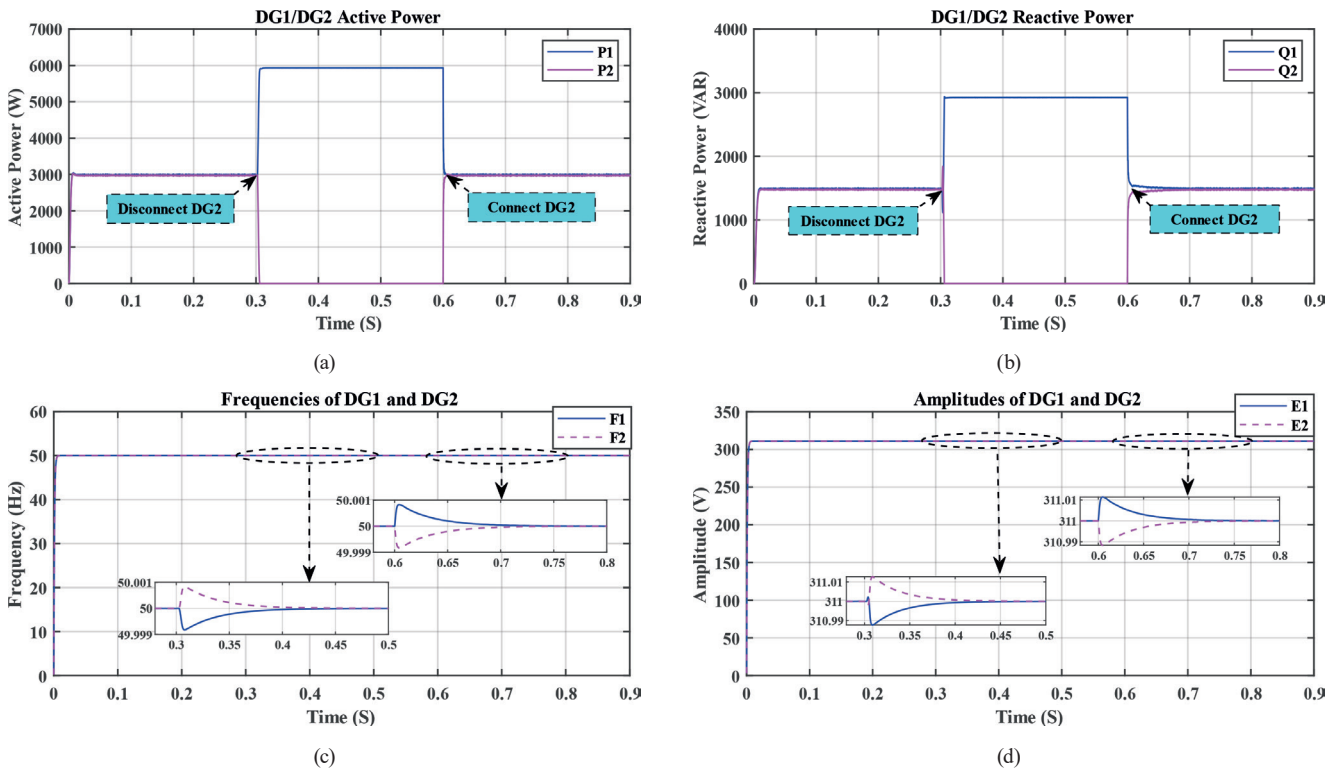 DG1/DG2 Active Power
7000
6000
5000
4000
3000
2000
1000
0
Active Power (W)
P1
P2
Disconnect DG2
Connect DG2
0 0.1 0.2 0.3 0.4 0.5 0.6 0.7 0.8 0.9
Time (S)
(a)
DG1/DG2 Reactive Power
4000
3000
2000
1000
0
Reactive Power (VAR)
Q1
Q2
Disconnect DG2
Connect DG2
0 0.1 0.2 0.3 0.4 0.5 0.6 0.7 0.8 0.9
Time (S)
(b)
Frequencies of DG1 and DG2
60
50
40
30
20
10
0
Frequency (Hz)
F1
F2
50.001
50
49.999
0.6 0.65 0.7 0.75 0.8
50.001
50
49.999
0.3 0.35 0.4 0.45 0.5
0 0.1 0.2 0.3 0.4 0.5 0.6 0.7 0.8 0.9
Time (S)
(c)
Amplitudes of DG1 and DG2
350
300
250
200
150
100
50
0
Amplitude (V)
E1
E2
311.01
311
310.99
0.6 0.65 0.7 0.75 0.8
311.01
311
310.99
0.3 0.35 0.4 0.45 0.5
0 0.1 0.2 0.3 0.4 0.5 0.6 0.7 0.8 0.9
Time (S)
(d)